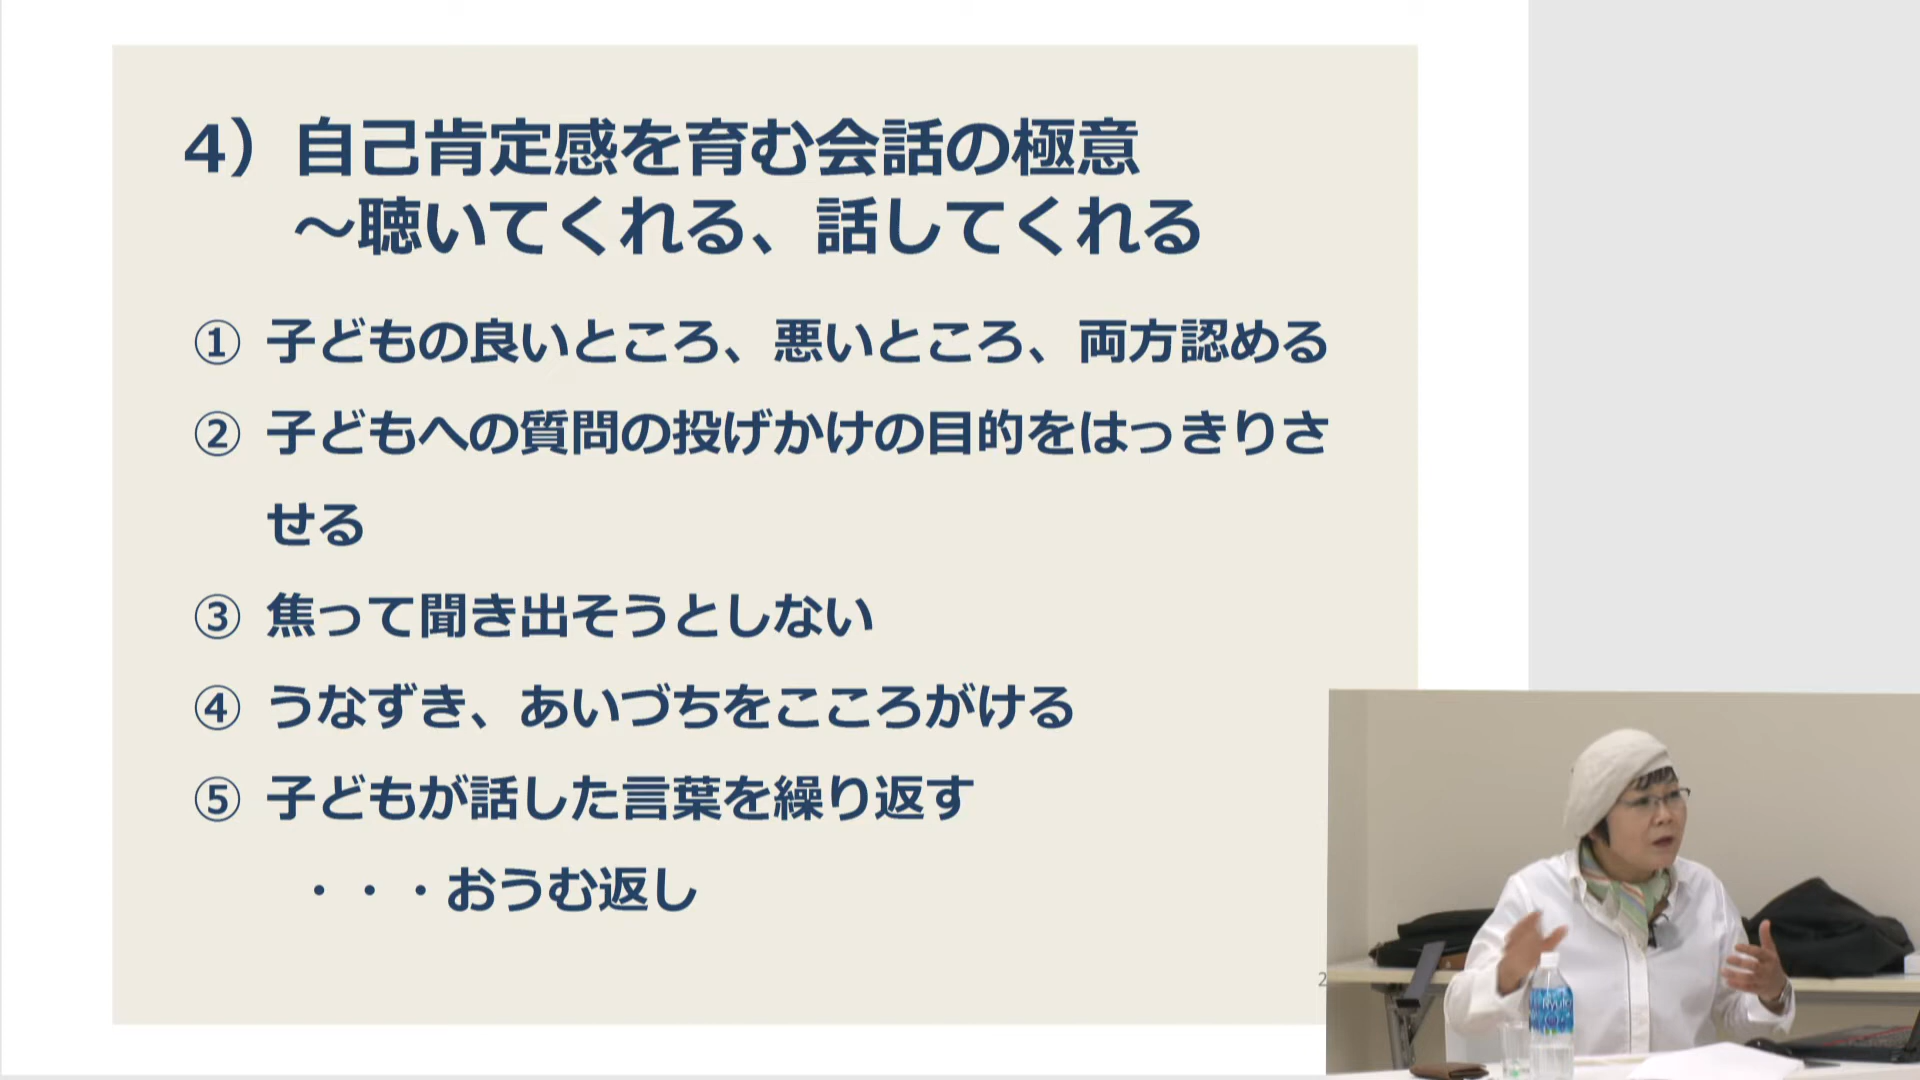 4）自己肯定感を育む会話の極意
～聴いてくれる、話してくれる
① 子どもの良いところ、悪いところ、両方認める
② 子どもへの質問の投げかけの目的をはっきりさ
せる
③ 焦って聞き出そうとしない
④ うなずき、あいづちをこころがける
⑤ 子どもが話した言葉を繰り返す
・・・おうむ返し
2